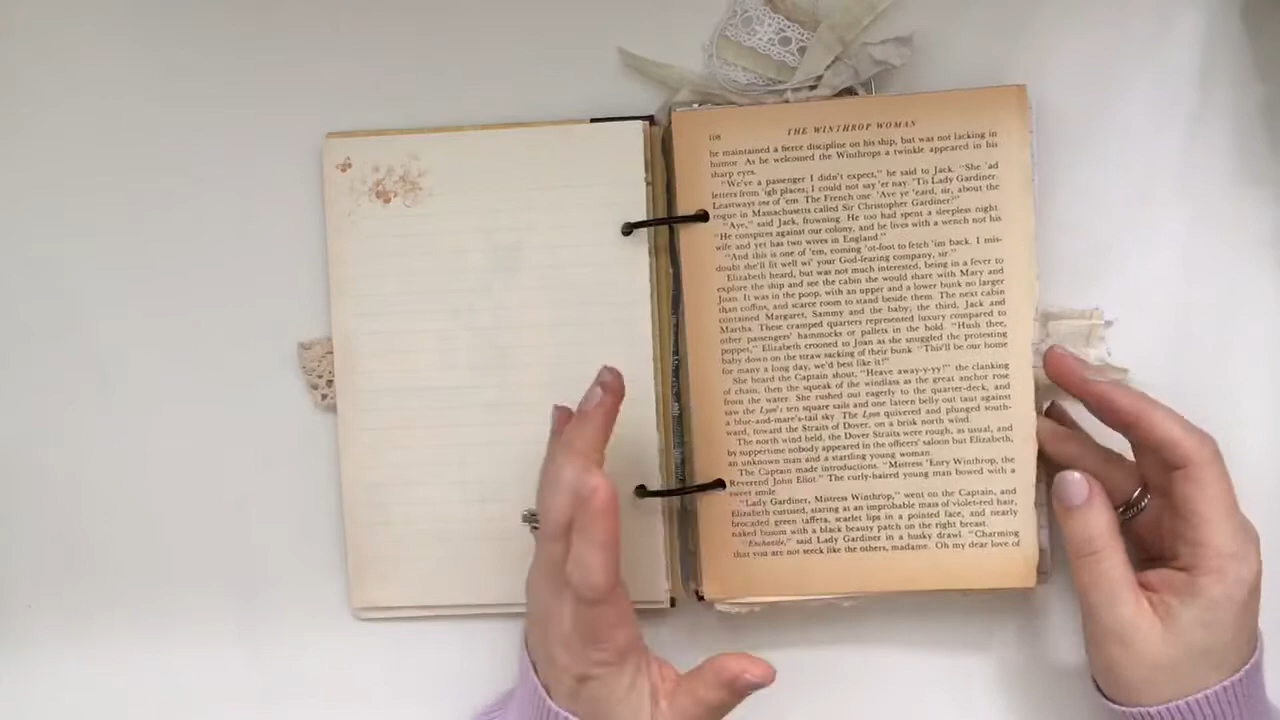 108
THE WINTHROP WOMAN
he maintained a fierce discipline on his ship, but was not lacking in
humor. As he welcomed the Winthrops a twinkle appeared in his
sharp eyes.
"We've a passenger I didn't expect," he said to Jack. "She 'ad
letters from 'igh places; I could not say 'er nay. 'Tis Lady Gardiner.
Leastways one of 'em. The French one. 'Ave ye 'eard, sir, about the
rogue in Massachusetts called Sir Christopher Gardiner?"
"Aye," said Jack, frowning. He too had spent a sleepless night.
"He conspires against our colony, and he lives with a wench not his
wife and yet has two wives in England."
"And this is one of 'em, coming 'ot-foot to fetch 'im back. I mis-
doubt she'll fit well wi' your God-fearing company, sir."
Elizabeth heard, but was not much interested, being in a fever to
explore the ship and see the cabin she would share with Mary and
Joan. It was in the poop, with an upper and a lower bunk no larger
than coffins, and scarce room to stand beside them. The next cabin
contained Margaret, Sammy and the baby; the third, Jack and
Martha. These cramped quarters represented luxury compared to
other passengers' hammocks or pallets in the hold. "Hush thee,
poppet," Elizabeth crooned to Joan as she snuggled the protesting
baby down on the straw sacking of their bunk. "This'll be our home
for many a long day, we'd best like it!"
She heard the Captain shout, "Heave away-y-yy!" the clanking
of chain, then the squeak of the windlass as the great anchor rose
from the water. She rushed out eagerly to the quarter-deck, and
saw the Lyon's ten square sails and one lateen belly out taut against
a blue-and-mare's-tail sky. The Lyon quivered and plunged south-
ward, toward the Straits of Dover, on a brisk north wind.
The north wind held, the Dover Straits were rough, as usual, and
by suppertime nobody appeared in the officers' saloon but Elizabeth,
an unknown man and a startling young woman.
The Captain made introductions. "Mistress 'Enry Winthrop, the
Reverend John Eliot." The curly-haired young man bowed with a
sweet smile.
"Lady Gardiner, Mistress Winthrop," went on the Captain, and
Elizabeth curtsied, staring at an improbable mass of violet-red hair,
brocaded green taffeta, scarlet lips in a pointed face, and nearly
naked bosom with a black beauty patch on the right breast.
"Enchantée," said Lady Gardiner in a husky drawl. "Charming
that you are not seeck like the others, madame. Oh my dear love of